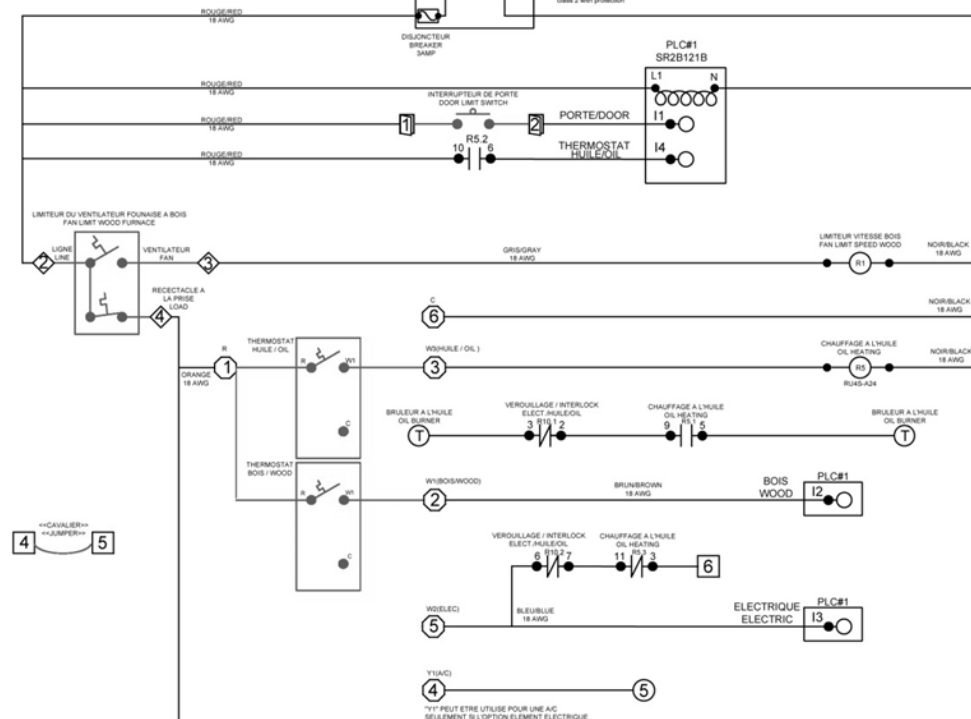 class 2 with protection
ROUGE/RED
18 AWG
DISJONCTEUR
BREAKER
3AMP
PLC#1
SR2B121B
ROUGE/RED
18 AWG
L1 N
INTERRUPTEUR DE PORTE
DOOR LIMIT SWITCH
ROUGE/RED
18 AWG
1 2 PORTE/DOOR I1
ROUGE/RED
18 AWG
R5.2
10 6
THERMOSTAT
HUILE/OIL
I4
LIMITEUR DU VENTILATEUR FOUNAISE A BOIS
FAN LIMIT WOOD FURNACE
LIGNE
LINE
2
VENTILATEUR
FAN
3
GRIS/GRAY
18 AWG
LIMITEUR VITESSE BOIS
FAN LIMIT SPEED WOOD
R1
NOIR/BLACK
18 AWG
RECETACLE A
LA PRISE
LOAD
4
C
6
NOIR/BLACK
18 AWG
R
1
ORANGE
18 AWG
THERMOSTAT
HUILE / OIL
R W1
C
W3(HUILE / OIL )
3
CHAUFFAGE A L'HUILE
OIL HEATING
R5
RU4S-A24
NOIR/BLACK
18 AWG
BRULEUR A L'HUILE
OIL BURNER
T
VEROUILLAGE / INTERLOCK
ELECT./HUILE/OIL
R10.1
3 2
CHAUFFAGE A L'HUILE
OIL HEATING
R5.1
9 5
BRULEUR A L'HUILE
OIL BURNER
T
THERMOSTAT
BOIS / WOOD
R W1
C
W1(BOIS/WOOD)
2
BRUN/BROWN
18 AWG
BOIS
WOOD
PLC#1
I2
<<CAVALIER>>
<<JUMPER>>
4 5
VEROUILLAGE / INTERLOCK
ELECT./HUILE/OIL
R10.2
6 7
CHAUFFAGE A L'HUILE
OIL HEATING
R5.3
11 3
6
W2(ELEC)
5
BLEU/BLUE
18 AWG
ELECTRIQUE
ELECTRIC
PLC#1
I3
Y1(A/C)
4 5
"Y1" PEUT ETRE UTILISE POUR UNE A/C
SEULEMENT SI L'OPTION ELEMENT ELECTRIQUE